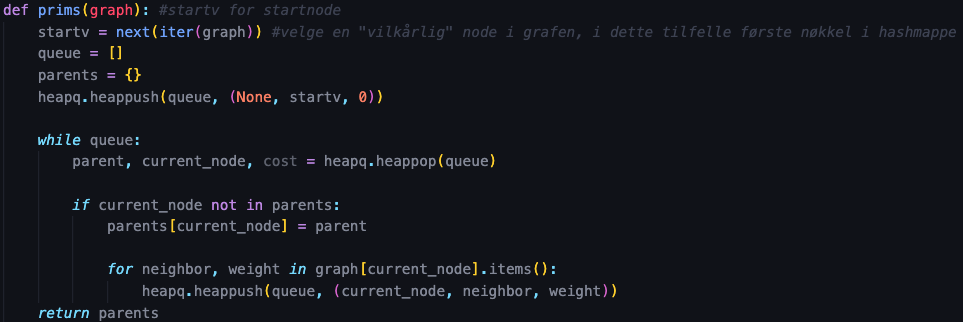 def prims(graph): #startv for startnode
    startv = next(iter(graph)) #velge en "vilkårlig" node i grafen, i dette tilfelle første nøkkel i hashmappe
    queue = []
    parents = {}
    heapq.heappush(queue, (None, startv, 0))

    while queue:
        parent, current_node, cost = heapq.heappop(queue)

        if current_node not in parents:
            parents[current_node] = parent

            for neighbor, weight in graph[current_node].items():
                heapq.heappush(queue, (current_node, neighbor, weight))
    return parents